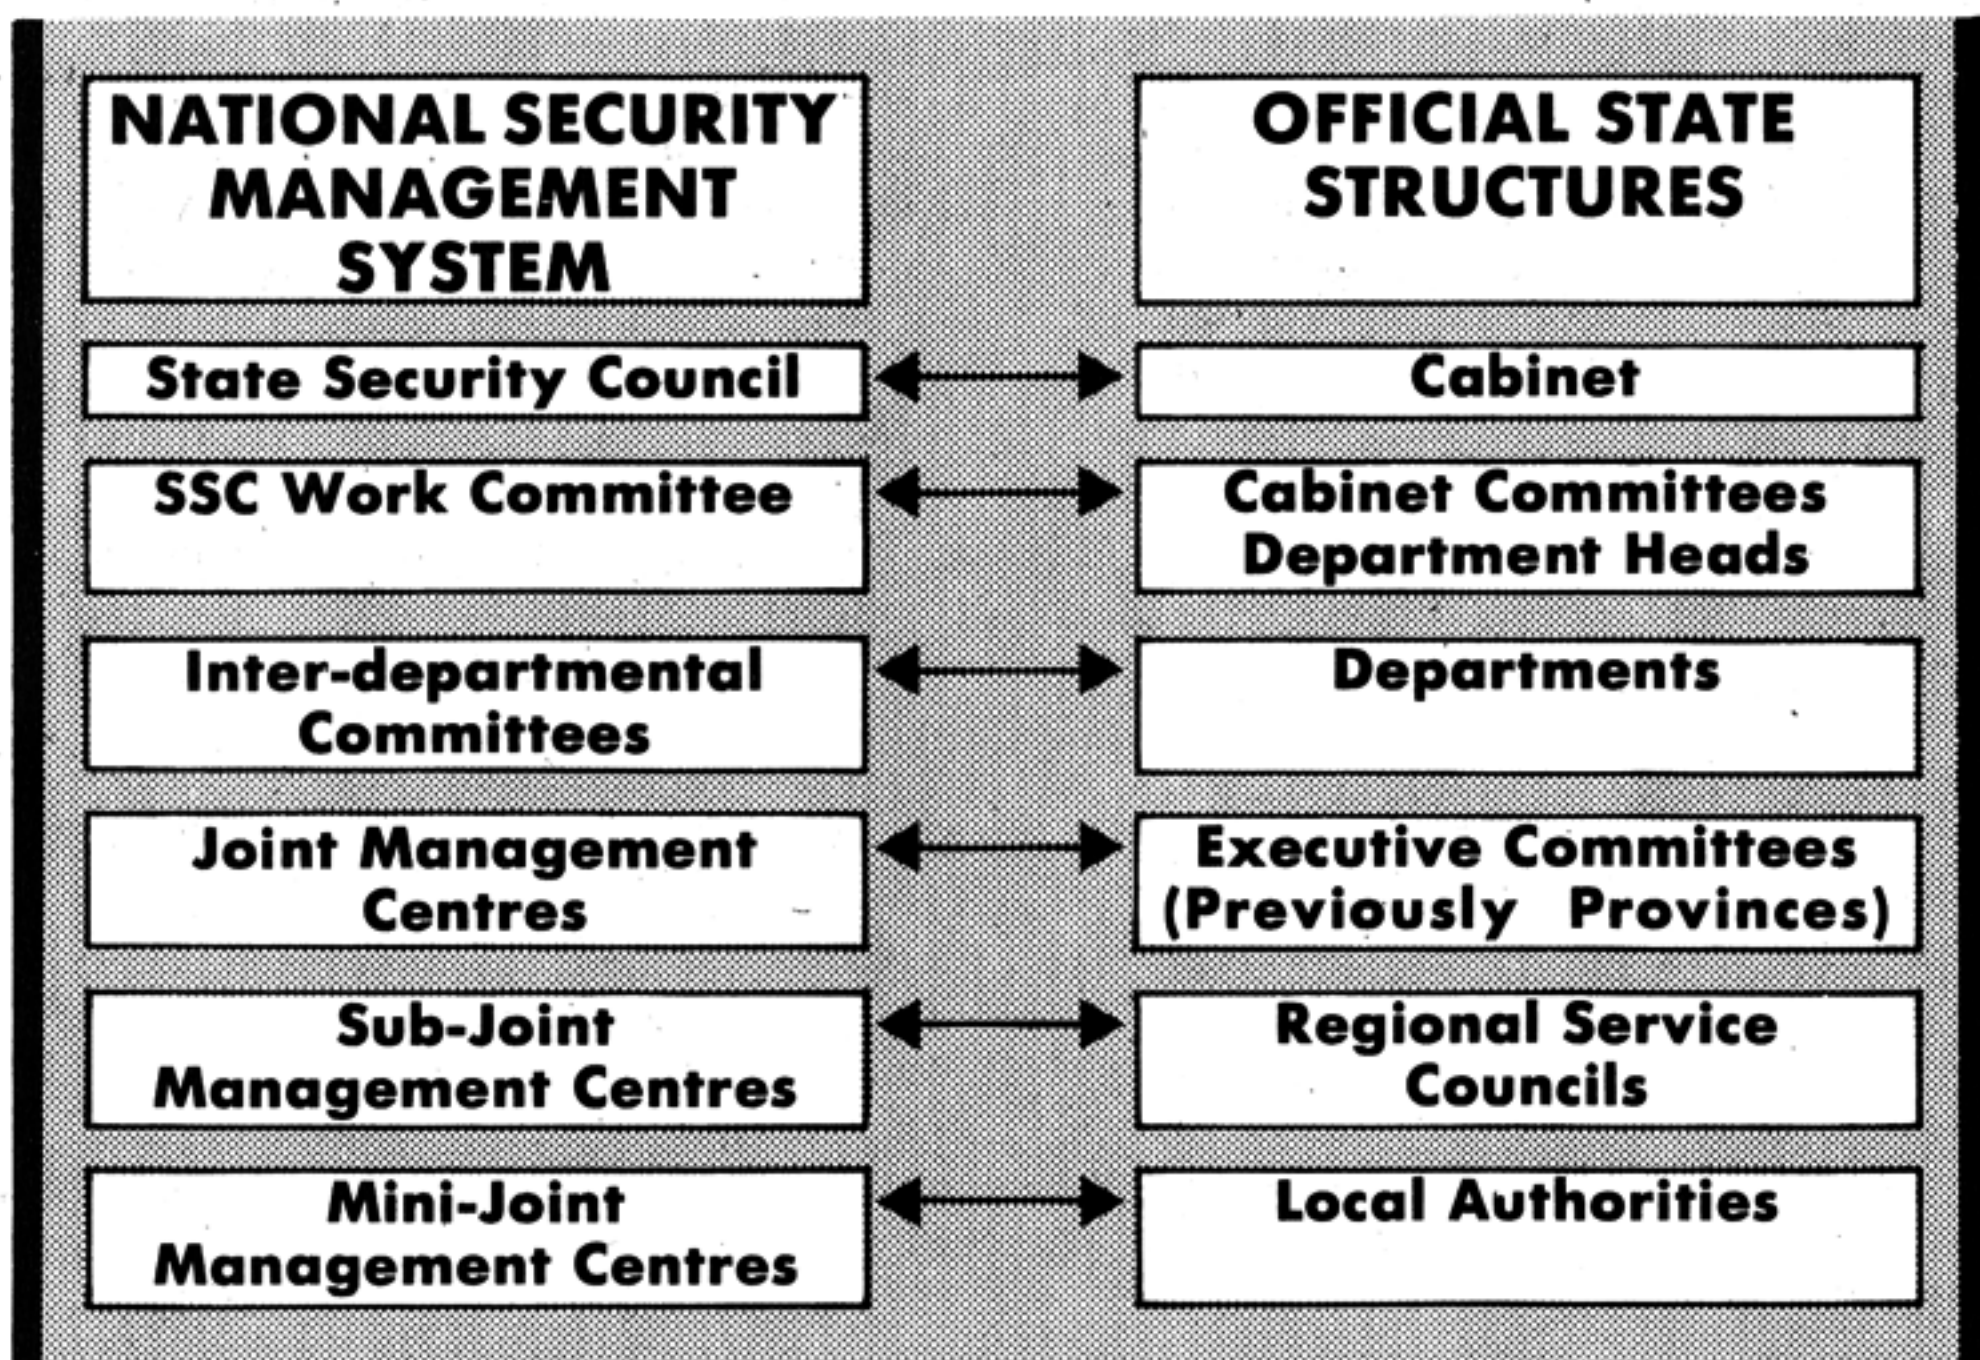 NATIONAL SECURITY
MANAGEMENT
SYSTEM
OFFICIAL STATE
STRUCTURES
State Security Council
Cabinet
SSC Work Committee
Cabinet Committees
Department Heads
Inter-departmental
Committees
Departments
Joint Management
Centres
Executive Committees
(Previously Provinces)
Sub-Joint
Management Centres
Regional Service
Councils
Mini-Joint
Management Centres
Local Authorities